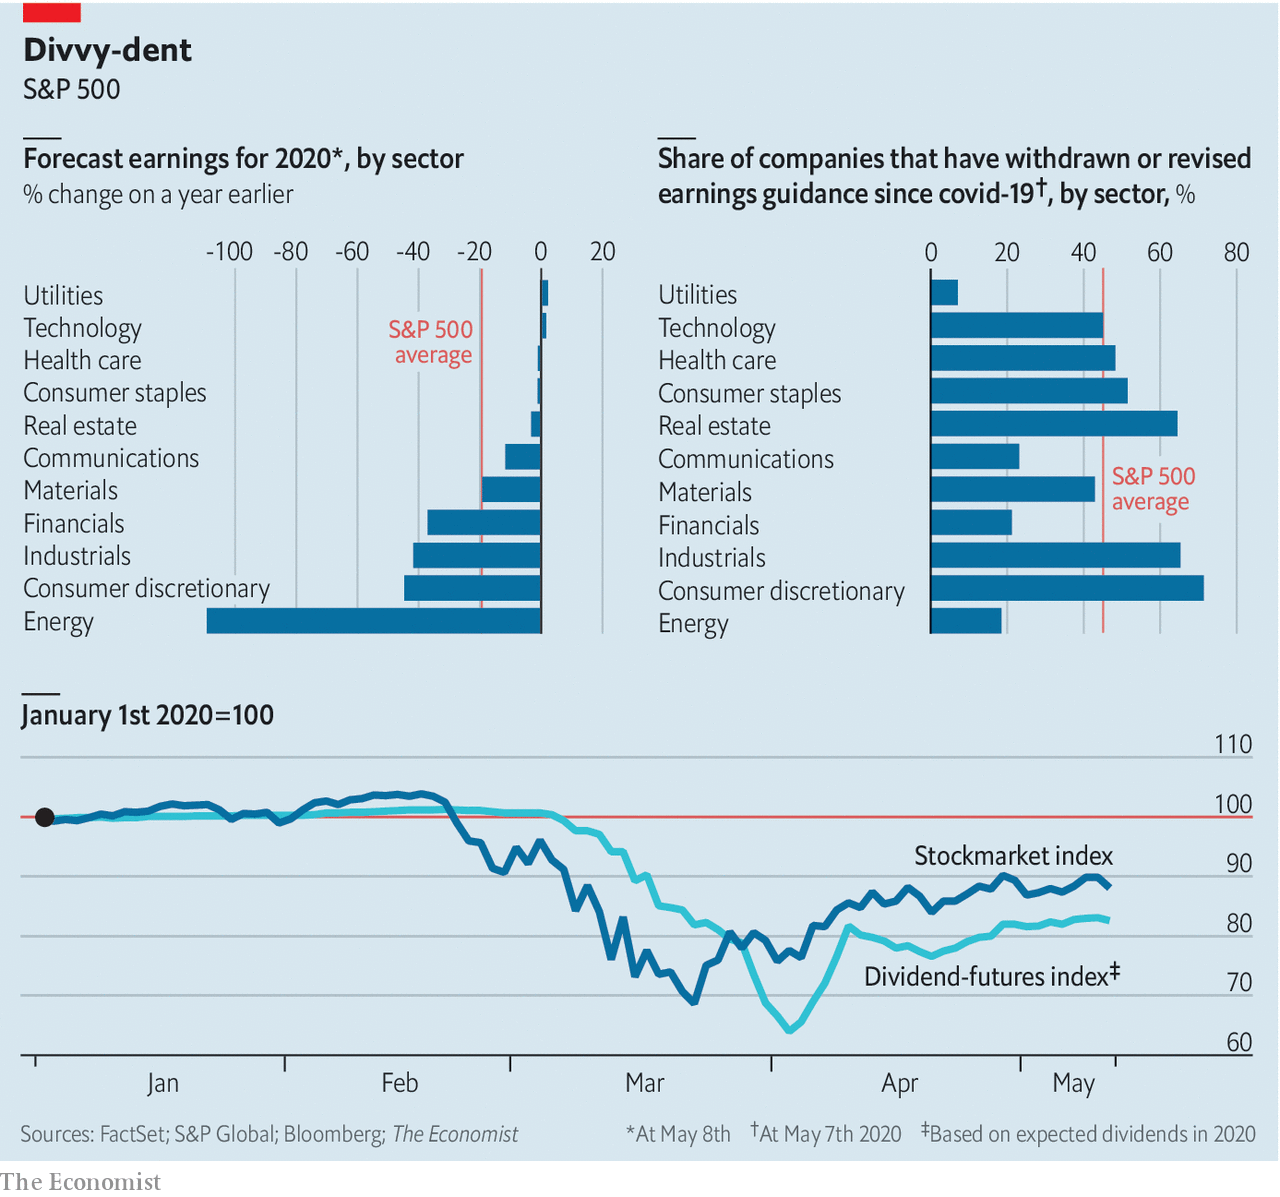 Divvy-dent
S&P 500
Forecast earnings for 2020*, by sector
% change on a year earlier
-100 -80 -60 -40 -20 0 20
Utilities
Technology
Health care
Consumer staples
Real estate
Communications
Materials
Financials
Industrials
Consumer discretionary
Energy
S&P 500
average
Share of companies that have withdrawn or revised
earnings guidance since covid-19†, by sector, %
0 20 40 60 80
Utilities
Technology
Health care
Consumer staples
Real estate
Communications
Materials
Financials
Industrials
Consumer discretionary
Energy
S&P 500
average
January 1st 2020=100
110
100
90
80
70
60
Stockmarket index
Dividend-futures index‡
Jan Feb Mar Apr May
Sources: FactSet; S&P Global; Bloomberg; The Economist
*At May 8th †At May 7th 2020 ‡Based on expected dividends in 2020
The Economist